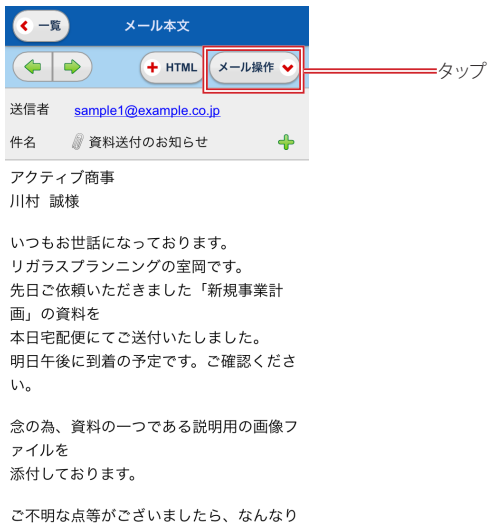 一覧
メール本文
HTML
メール操作
タップ
送信者 sample1@example.co.jp
件名 資料送付のお知らせ
アクティブ商事
川村 誠様
いつもお世話になっております。
リガラスプランニングの室岡です。
先日ご依頼いただきました「新規事業計
画」の資料を
本日宅配便にてご送付いたしました。
明日午後に到着の予定です。ご確認くださ
い。
念の為、資料の一つである説明用の画像フ
ァイルを
添付しております。
ご不明な点等がございましたら、なんなり